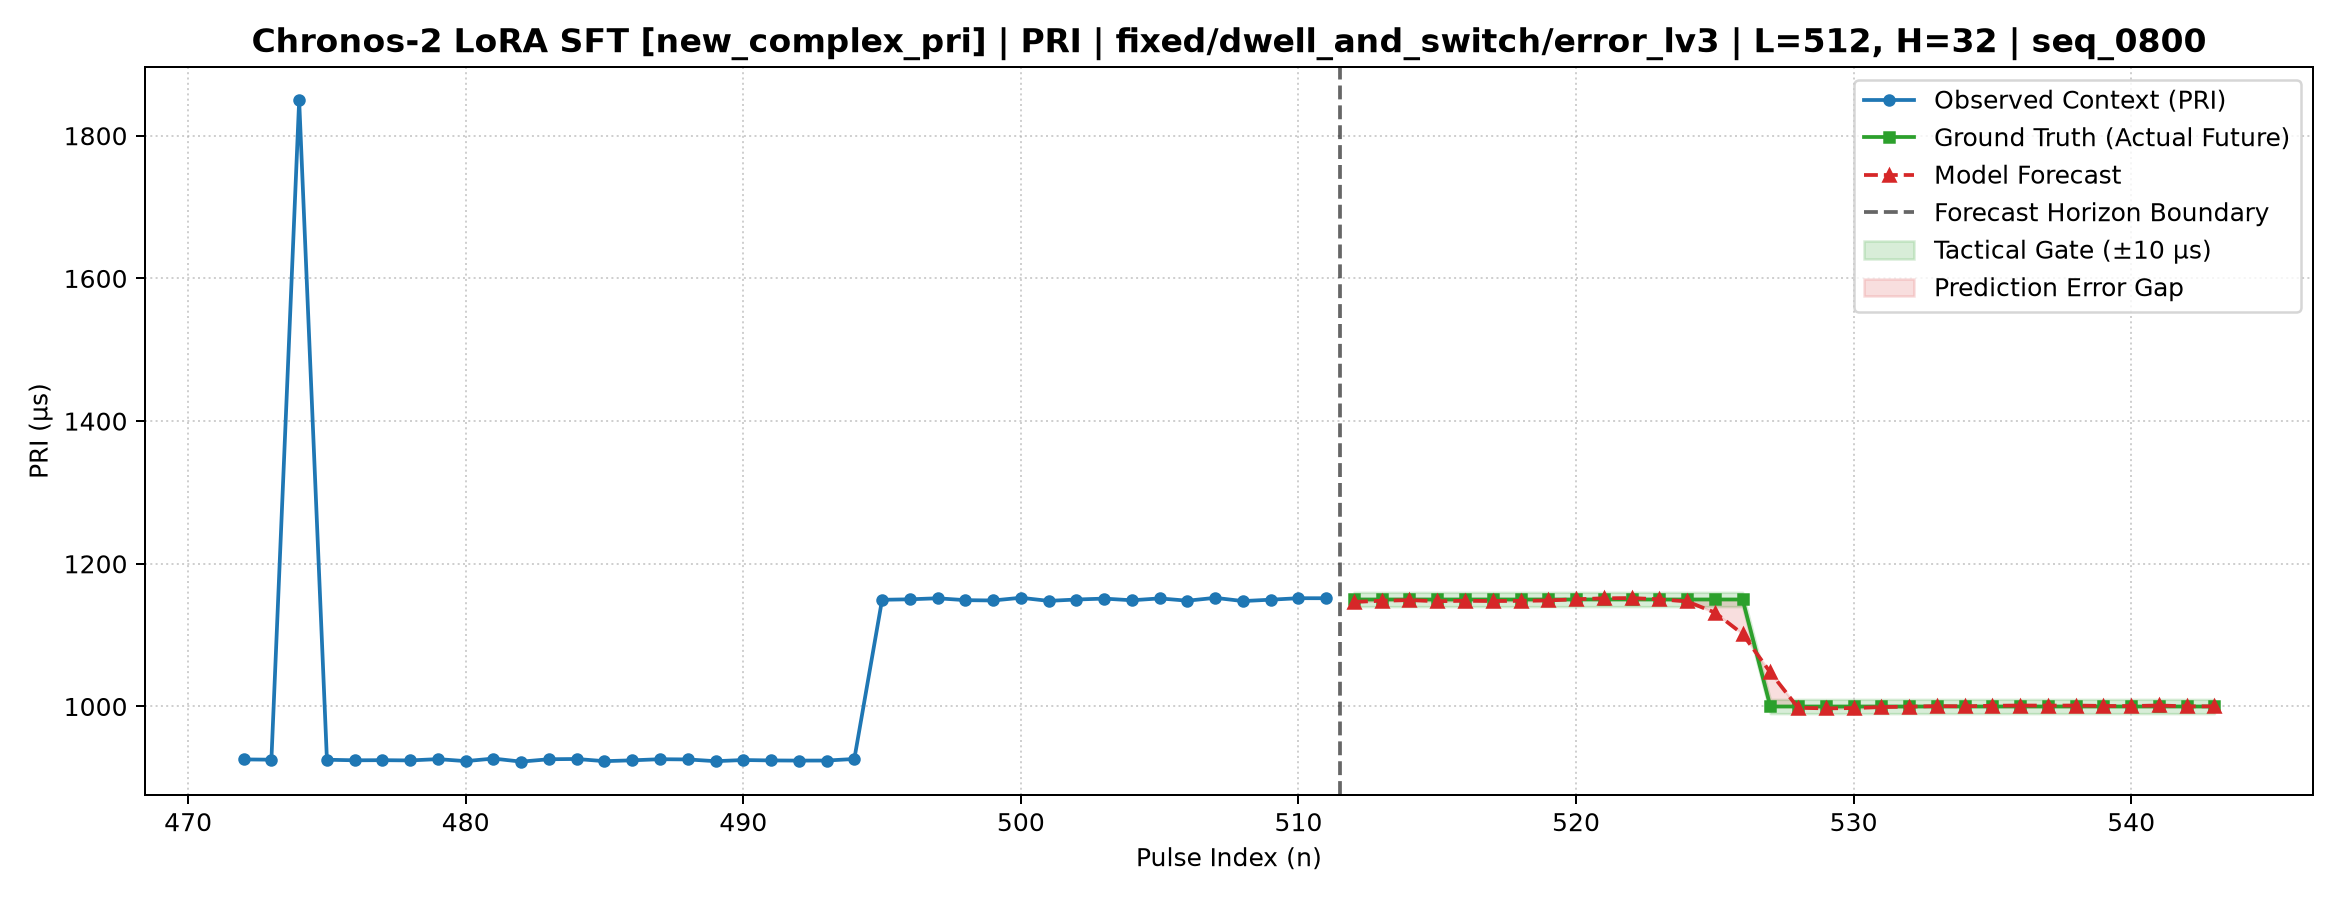 Chronos-2 LoRA SFT [new_complex_pri] | PRI | fixed/dwell_and_switch/error_lv3 | L=512, H=32 | seq_0800
Observed Context (PRI)
Ground Truth (Actual Future)
Model Forecast
Forecast Horizon Boundary
Tactical Gate (±10 µs)
Prediction Error Gap
PRI (µs)
1800
1600
1400
1200
1000
470 480 490 500 510 520 530 540
Pulse Index (n)